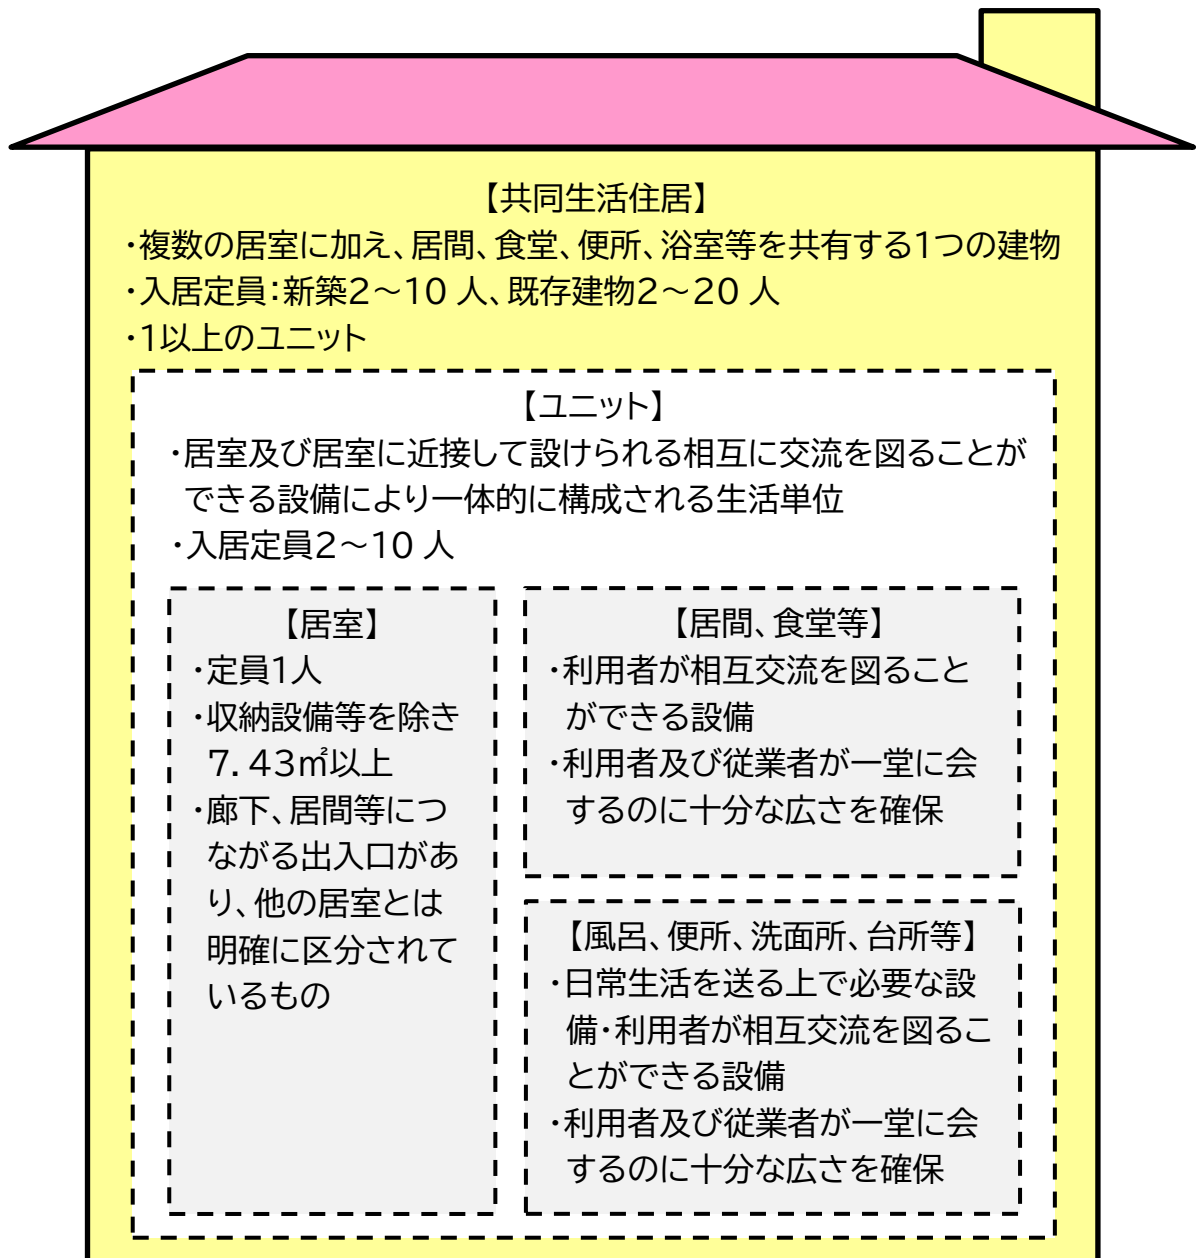 【共同生活住居】
・複数の居室に加え、居間、食堂、便所、浴室等を共有する1つの建物
・入居定員：新築2～10 人、既存建物2～20 人
・1以上のユニット
【ユニット】
・居室及び居室に近接して設けられる相互に交流を図ることが
できる設備により一体的に構成される生活単位
・入居定員2～10 人
【居室】
・定員1人
・収納設備等を除き
7．43㎡以上
・廊下、居間等につ
ながる出入口があ
り、他の居室とは
明確に区分されて
いるもの
【居間、食堂等】
・利用者が相互交流を図ること
ができる設備
・利用者及び従業者が一堂に会
するのに十分な広さを確保
【風呂、便所、洗面所、台所等】
・日常生活を送る上で必要な設
備・利用者が相互交流を図るこ
とができる設備
・利用者及び従業者が一堂に会
するのに十分な広さを確保